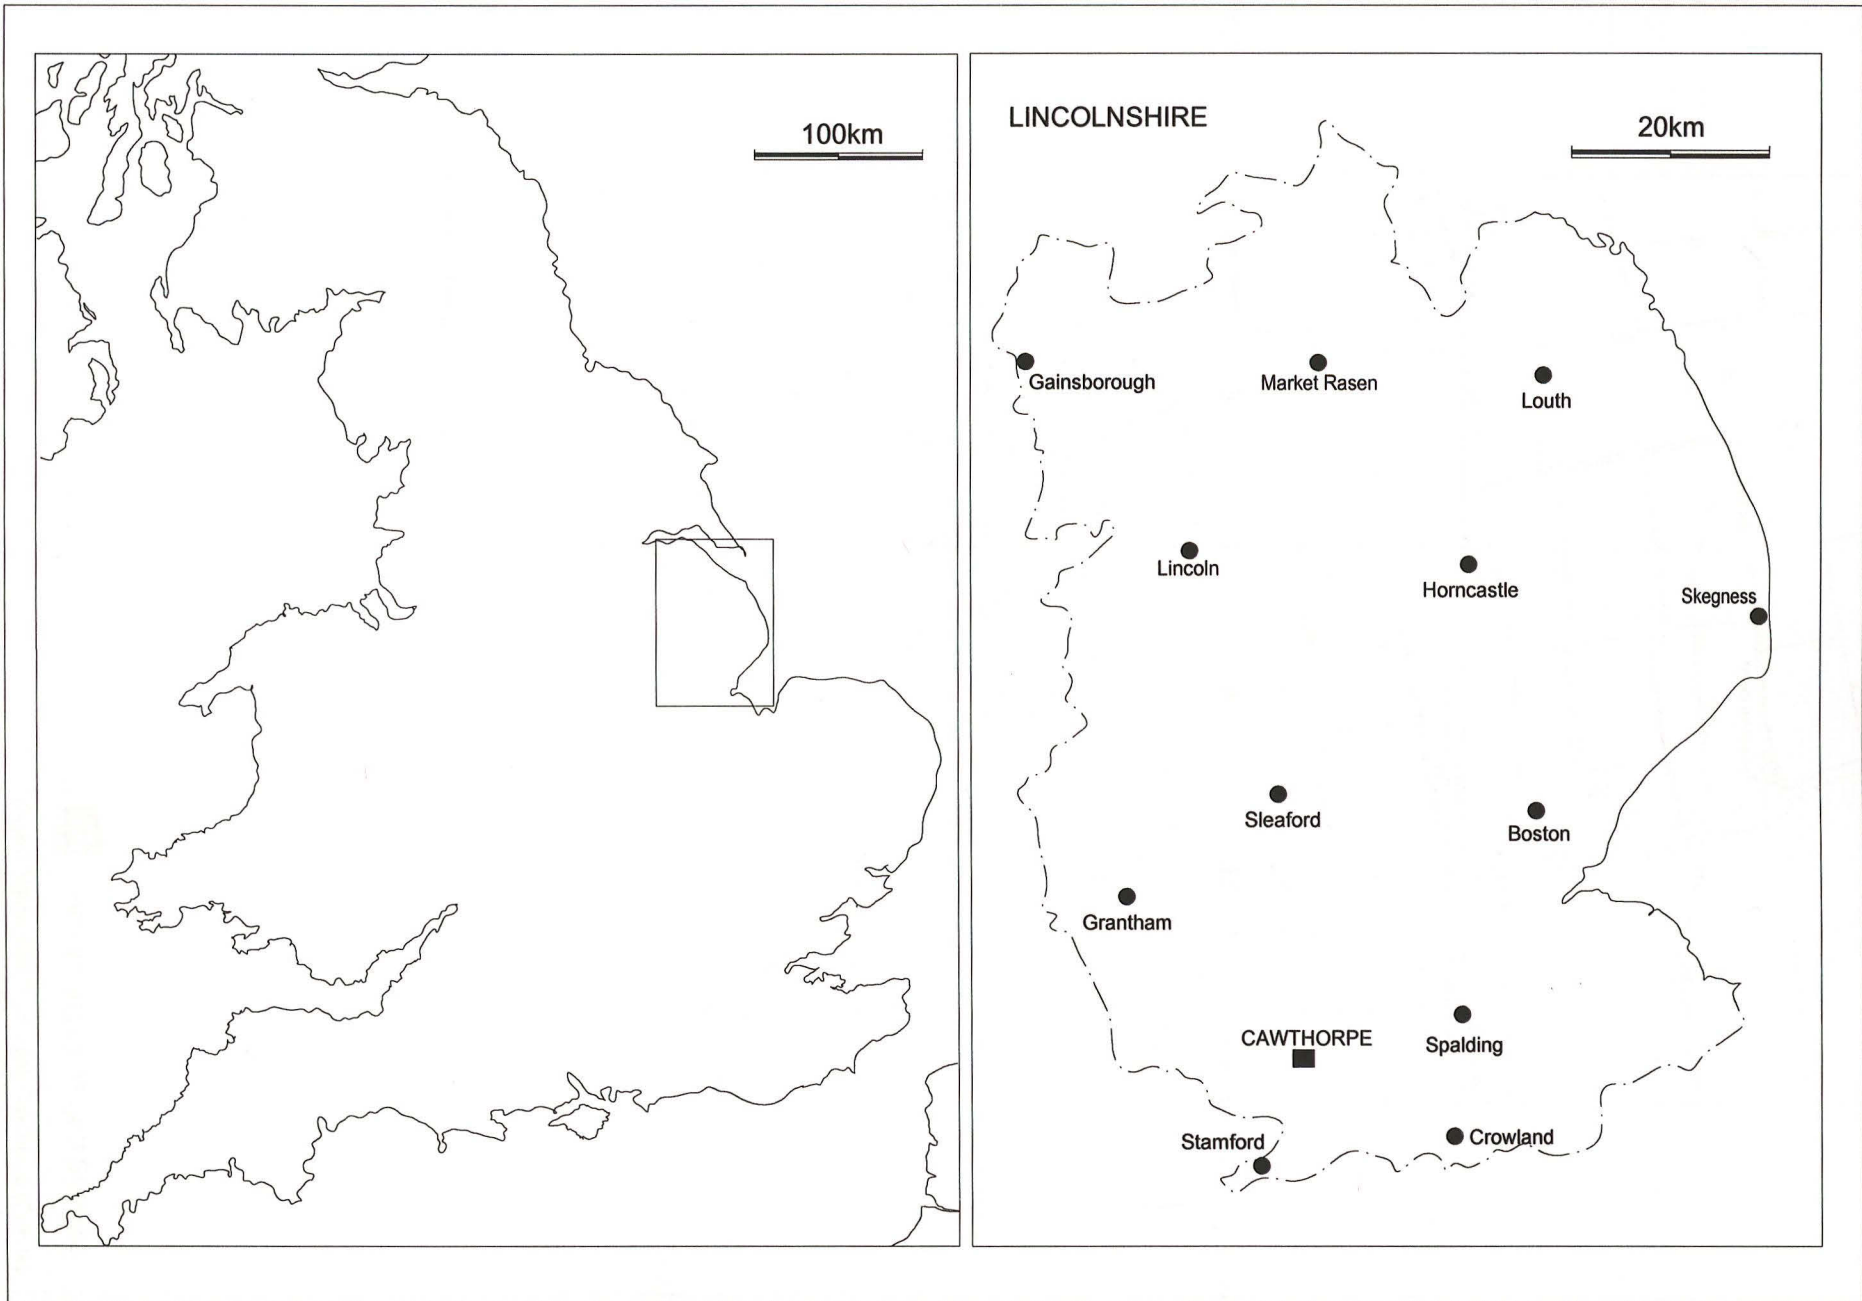 100km
LINCOLNSHIRE
20km
Gainsborough
Market Rasen
Louth
Lincoln
Horncastle
Skegness
Sleaford
Boston
Grantham
CAWTHORPE
Spalding
Stamford
Crowland